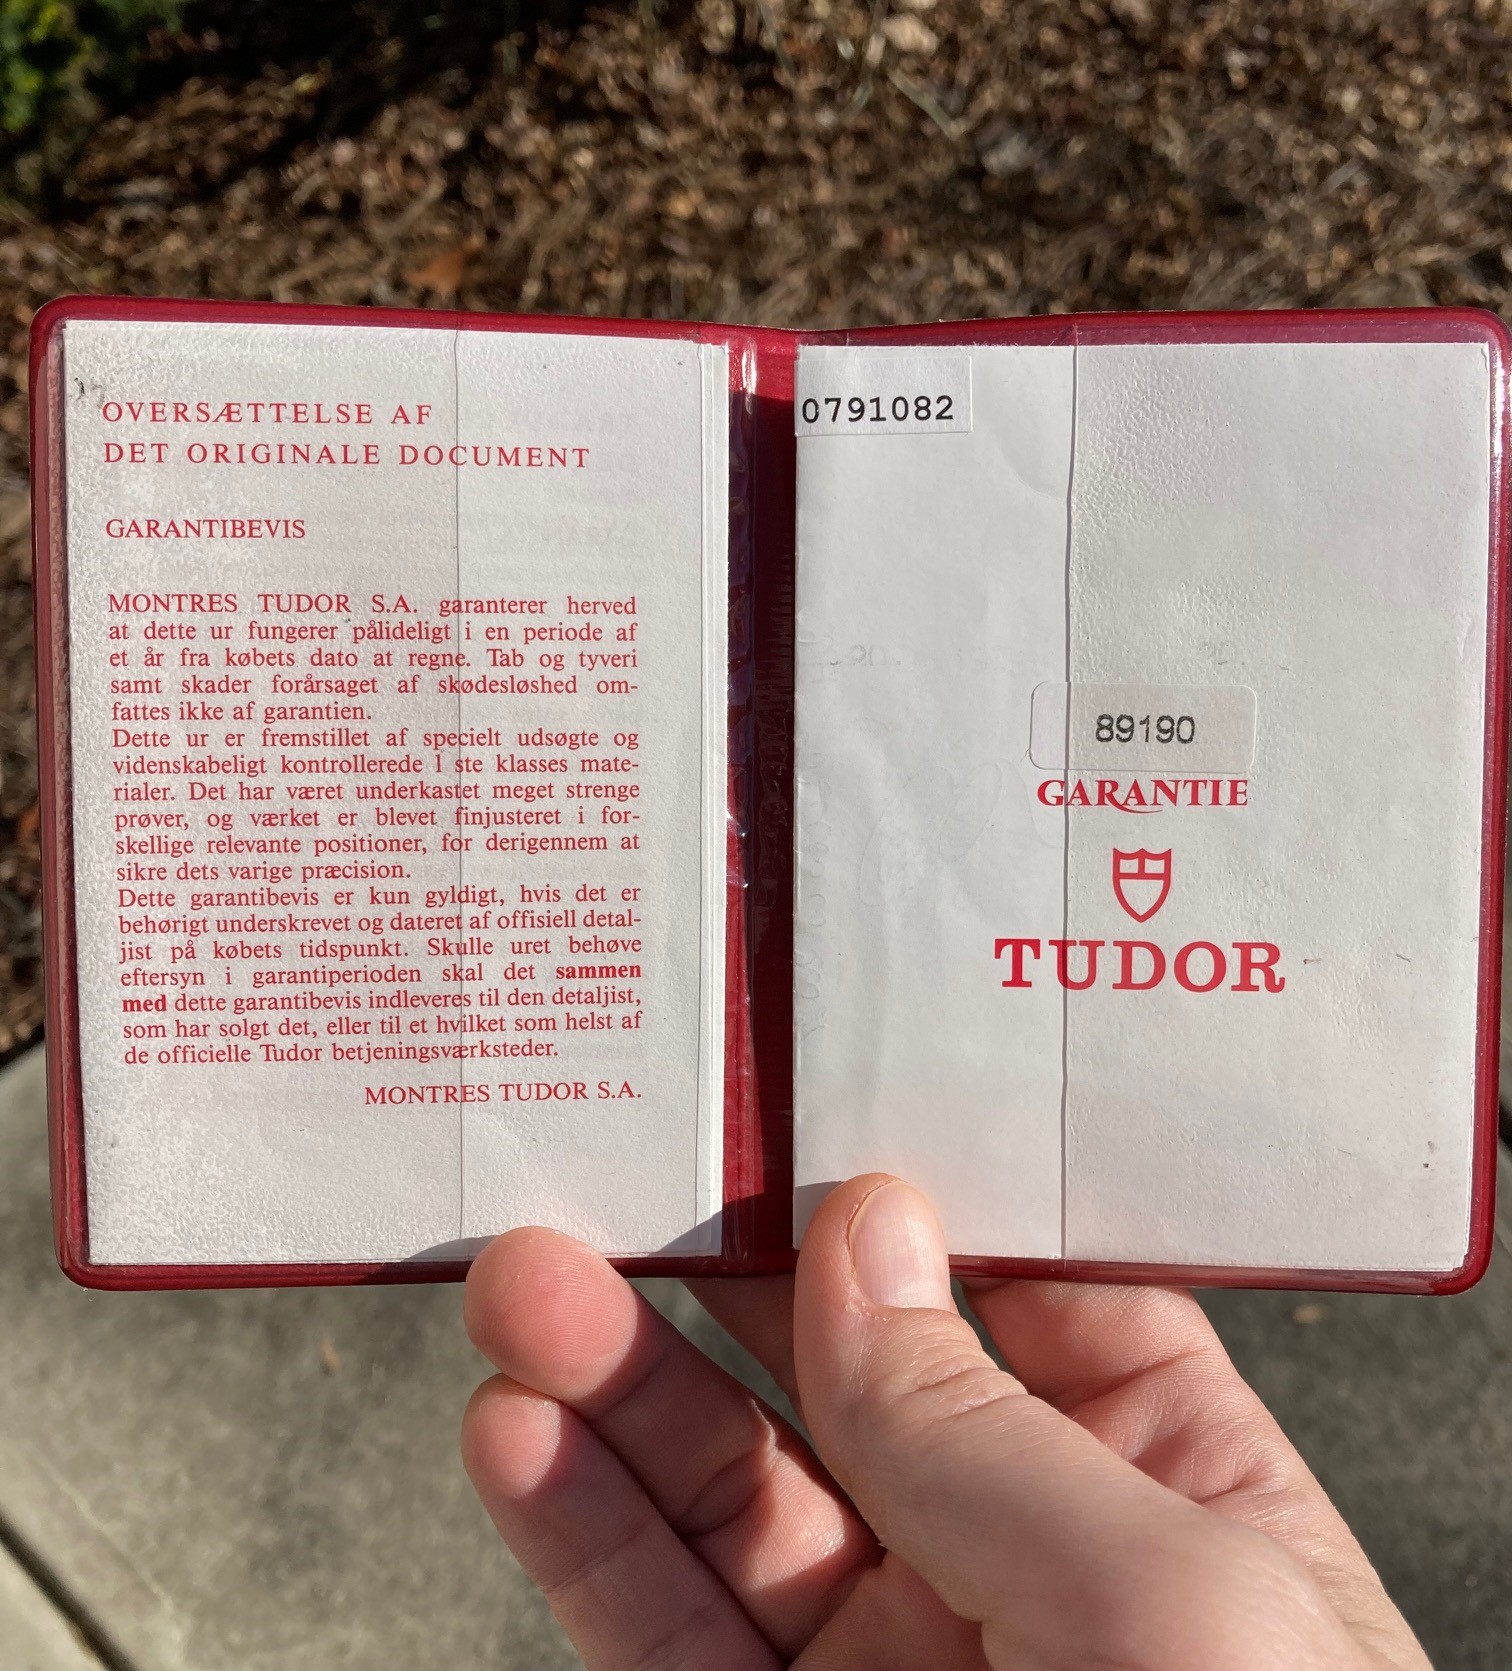 OVERSÆTTELSE AF
DET ORIGINALE DOCUMENT
GARANTIBEVIS
MONTRES TUDOR S.A. garanterer herved
at dette ur fungerer pålideligt i en periode af
et år fra købets dato at regne. Tab og tyveri
samt skader forårsaget af skødesløshed om-
fattes ikke af garantien.
Dette ur er fremstillet af specielt udsøgte og
videnskabeligt kontrollerede 1 ste klasses mate-
rialer. Det har været underkastet meget strenge
prøver, og værket er blevet finjusteret i for-
skellige relevante positioner, for derigennem at
sikre dets varige præcision.
Dette garantibevis er kun gyldigt, hvis det er
behørigt underskrevet og dateret af offisiell detal-
jist på købets tidspunkt. Skulle uret behøve
eftersyn i garantiperioden skal det sammen
med dette garantibevis indleveres til den detaljist,
som har solgt det, eller til et hvilket som helst af
de officielle Tudor betjeningsværksteder.
MONTRES TUDOR S.A.
0791082
89190
GARANTIE
TUDOR